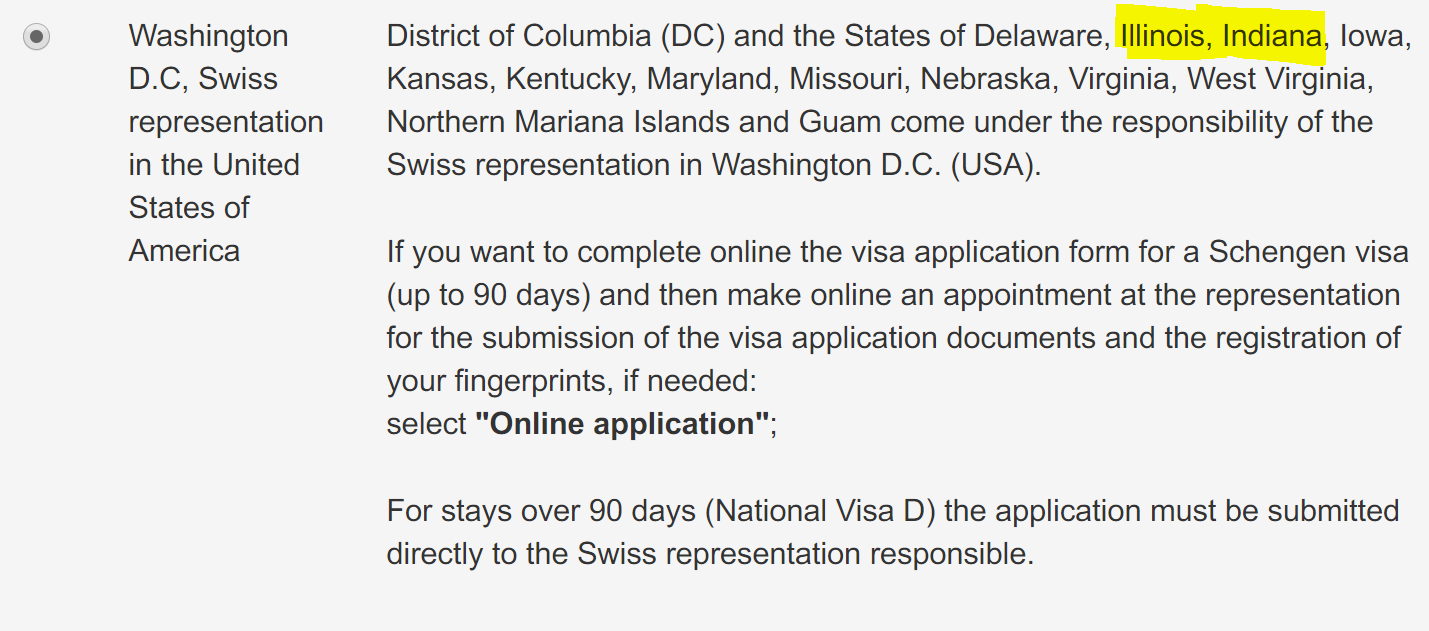 Washington
D.C, Swiss
representation
in the United
States of
America
District of Columbia (DC) and the States of Delaware, Illinois, Indiana, Iowa,
Kansas, Kentucky, Maryland, Missouri, Nebraska, Virginia, West Virginia,
Northern Mariana Islands and Guam come under the responsibility of the
Swiss representation in Washington D.C. (USA).
If you want to complete online the visa application form for a Schengen visa
(up to 90 days) and then make online an appointment at the representation
for the submission of the visa application documents and the registration of
your fingerprints, if needed:
select "Online application";
For stays over 90 days (National Visa D) the application must be submitted
directly to the Swiss representation responsible.